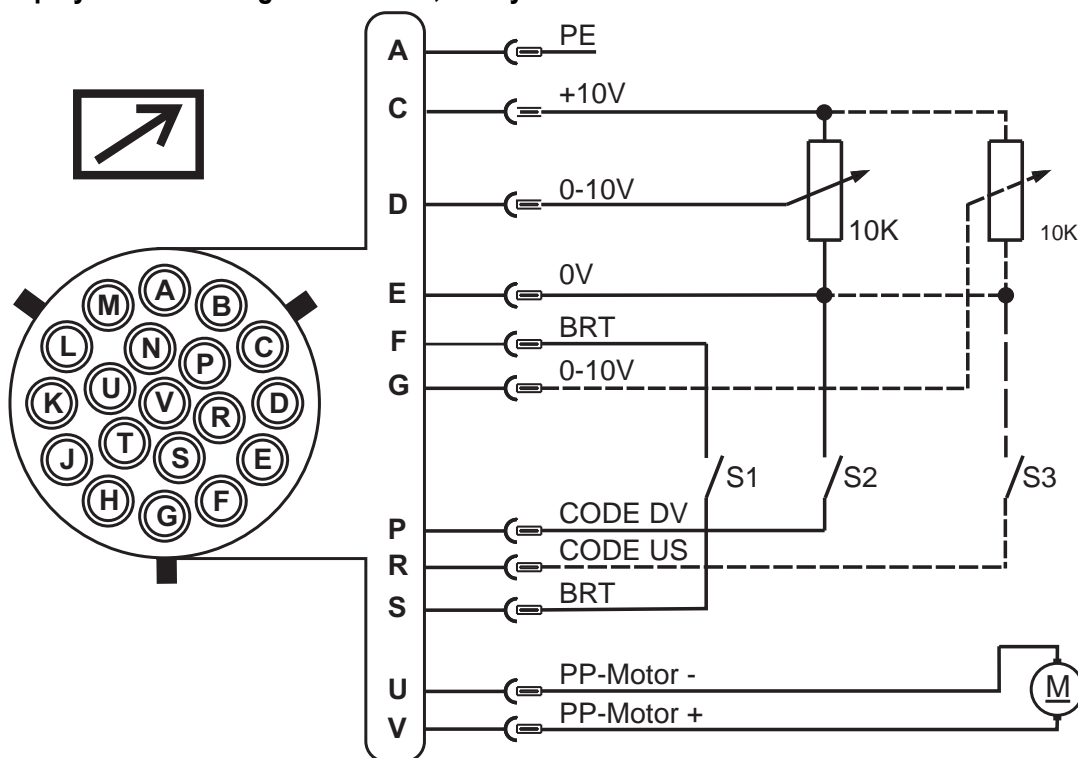 A PE
C +10V
D 0-10V
10K
10K
E 0V
F BRT
G 0-10V
M A B
L N P C
K U V R D
J T S E
H G F
S1 S2 S3
P CODE DV
R CODE US
S BRT
U PP-Motor -
V PP-Motor +
M